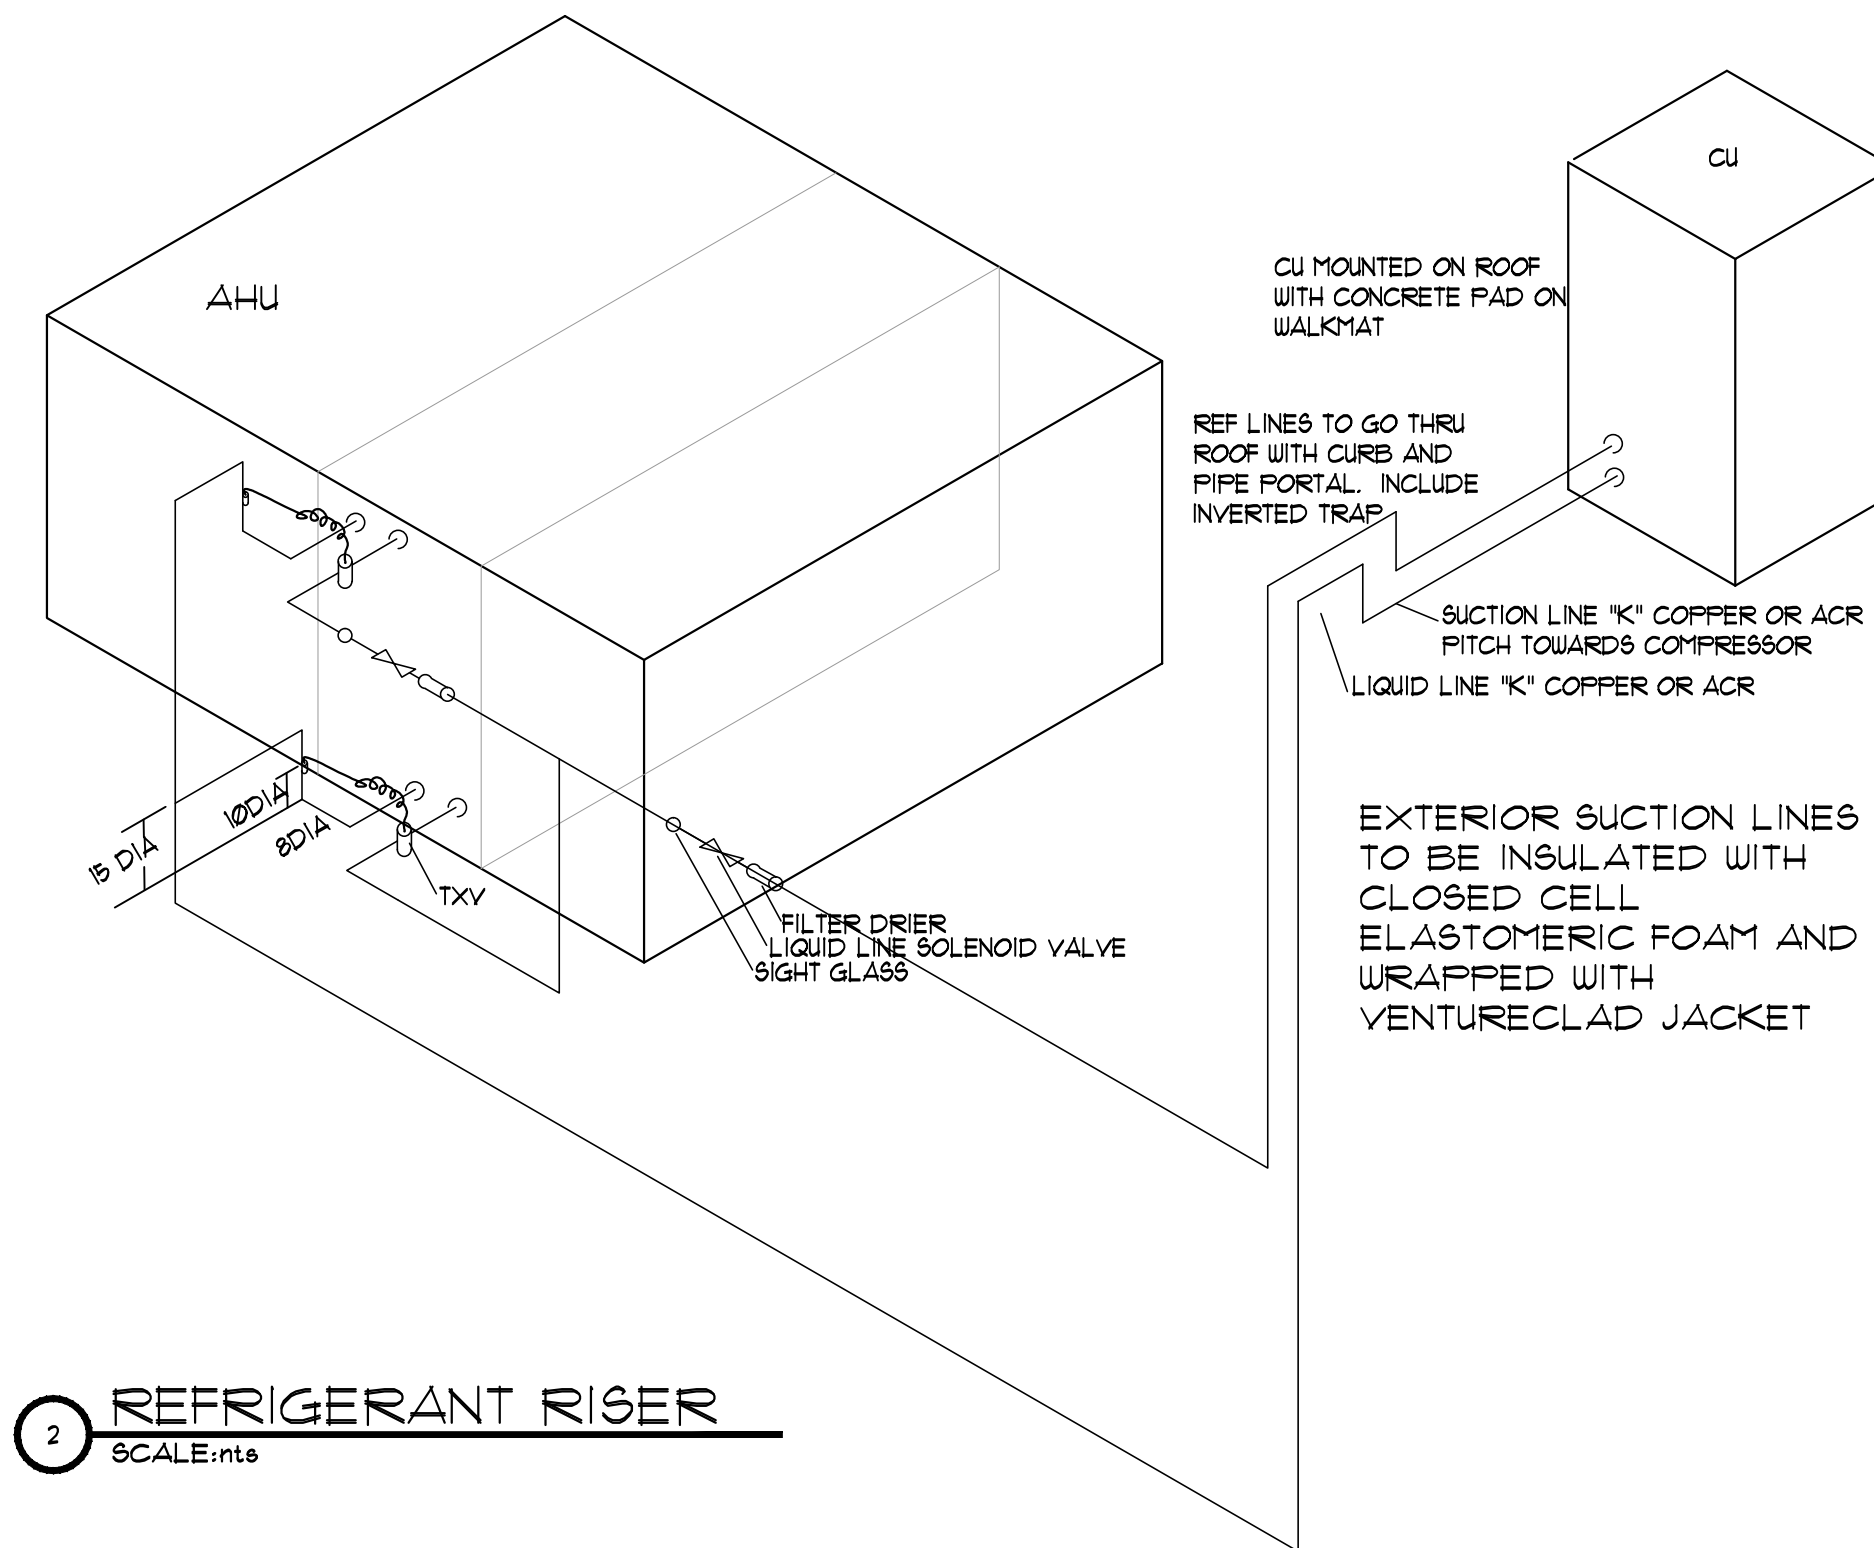 CU
AHU
CU MOUNTED ON ROOF
WITH CONCRETE PAD ON
WALKMAT
REF LINES TO GO THRU
ROOF WITH CURB AND
PIPE PORTAL. INCLUDE
INVERTED TRAP
SUCTION LINE "K" COPPER OR ACR
PITCH TOWARDS COMPRESSOR
LIQUID LINE "K" COPPER OR ACR
10DIA
8DIA
15 DIA
TXV
FILTER DRIER
LIQUID LINE SOLENOID VALVE
SIGHT GLASS
EXTERIOR SUCTION LINES
TO BE INSULATED WITH
CLOSED CELL
ELASTOMERIC FOAM AND
WRAPPED WITH
VENTURECLAD JACKET
2
REFRIGERANT RISER
SCALE:nts